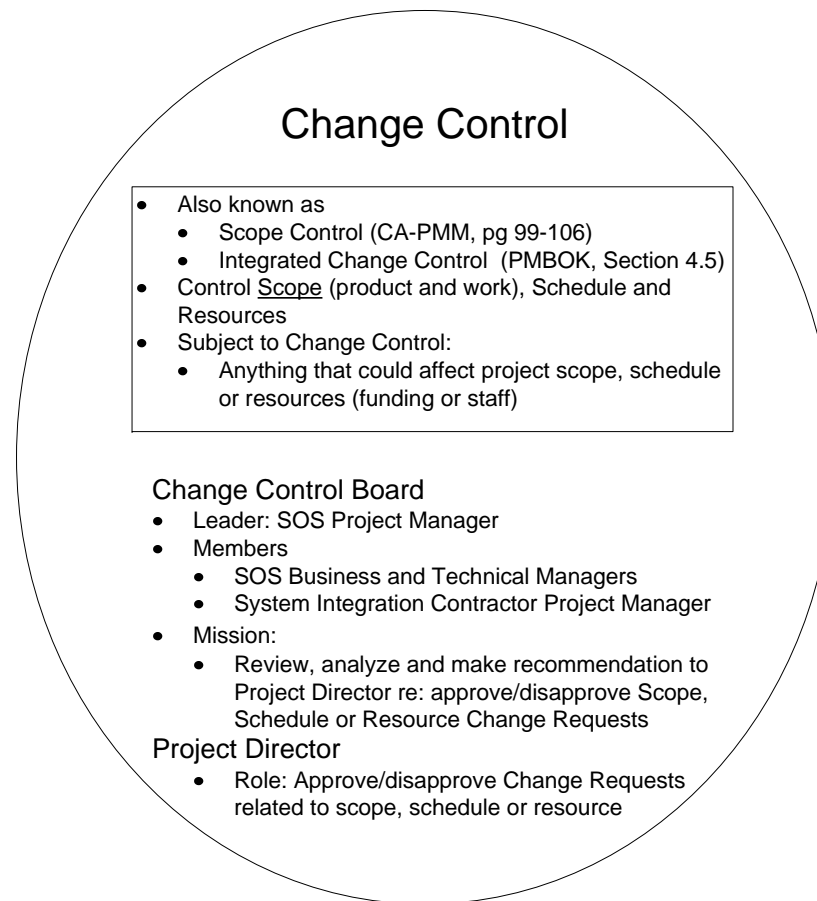 Change Control
• Also known as
• Scope Control (CA-PMM, pg 99-106)
• Integrated Change Control (PMBOK, Section 4.5)
• Control Scope (product and work), Schedule and
Resources
• Subject to Change Control:
• Anything that could affect project scope, schedule
or resources (funding or staff)
Change Control Board
• Leader: SOS Project Manager
• Members
• SOS Business and Technical Managers
• System Integration Contractor Project Manager
• Mission:
• Review, analyze and make recommendation to
Project Director re: approve/disapprove Scope,
Schedule or Resource Change Requests
Project Director
• Role: Approve/disapprove Change Requests
related to scope, schedule or resource